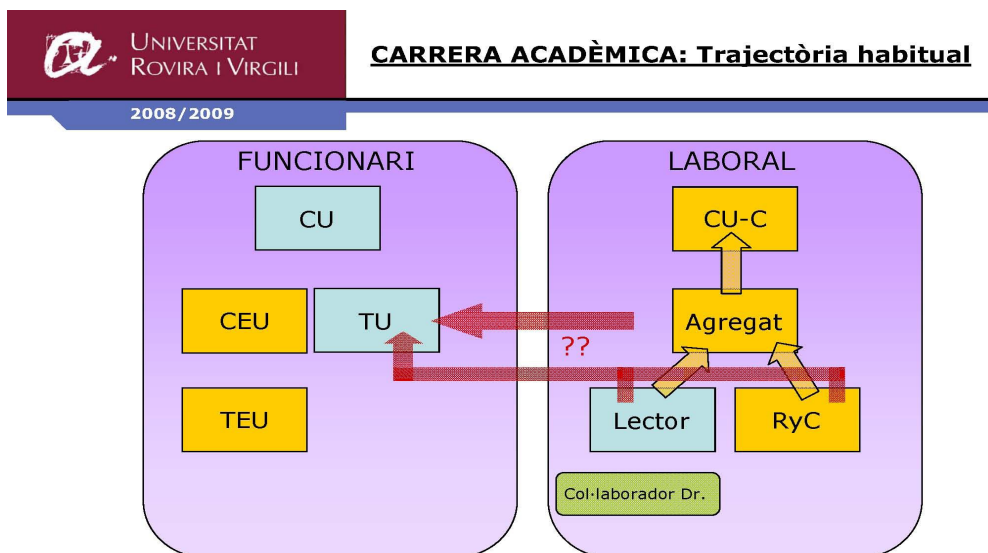 UNIVERSITAT
ROVIRA I VIRGILI
CARRERA ACADÈMICA: Trajectòria habitual
2008/2009
FUNCIONARI
CU
CEU
TU
TEU
LABORAL
CU-C
Agregat
??
Lector
RyC
Col·laborador Dr.